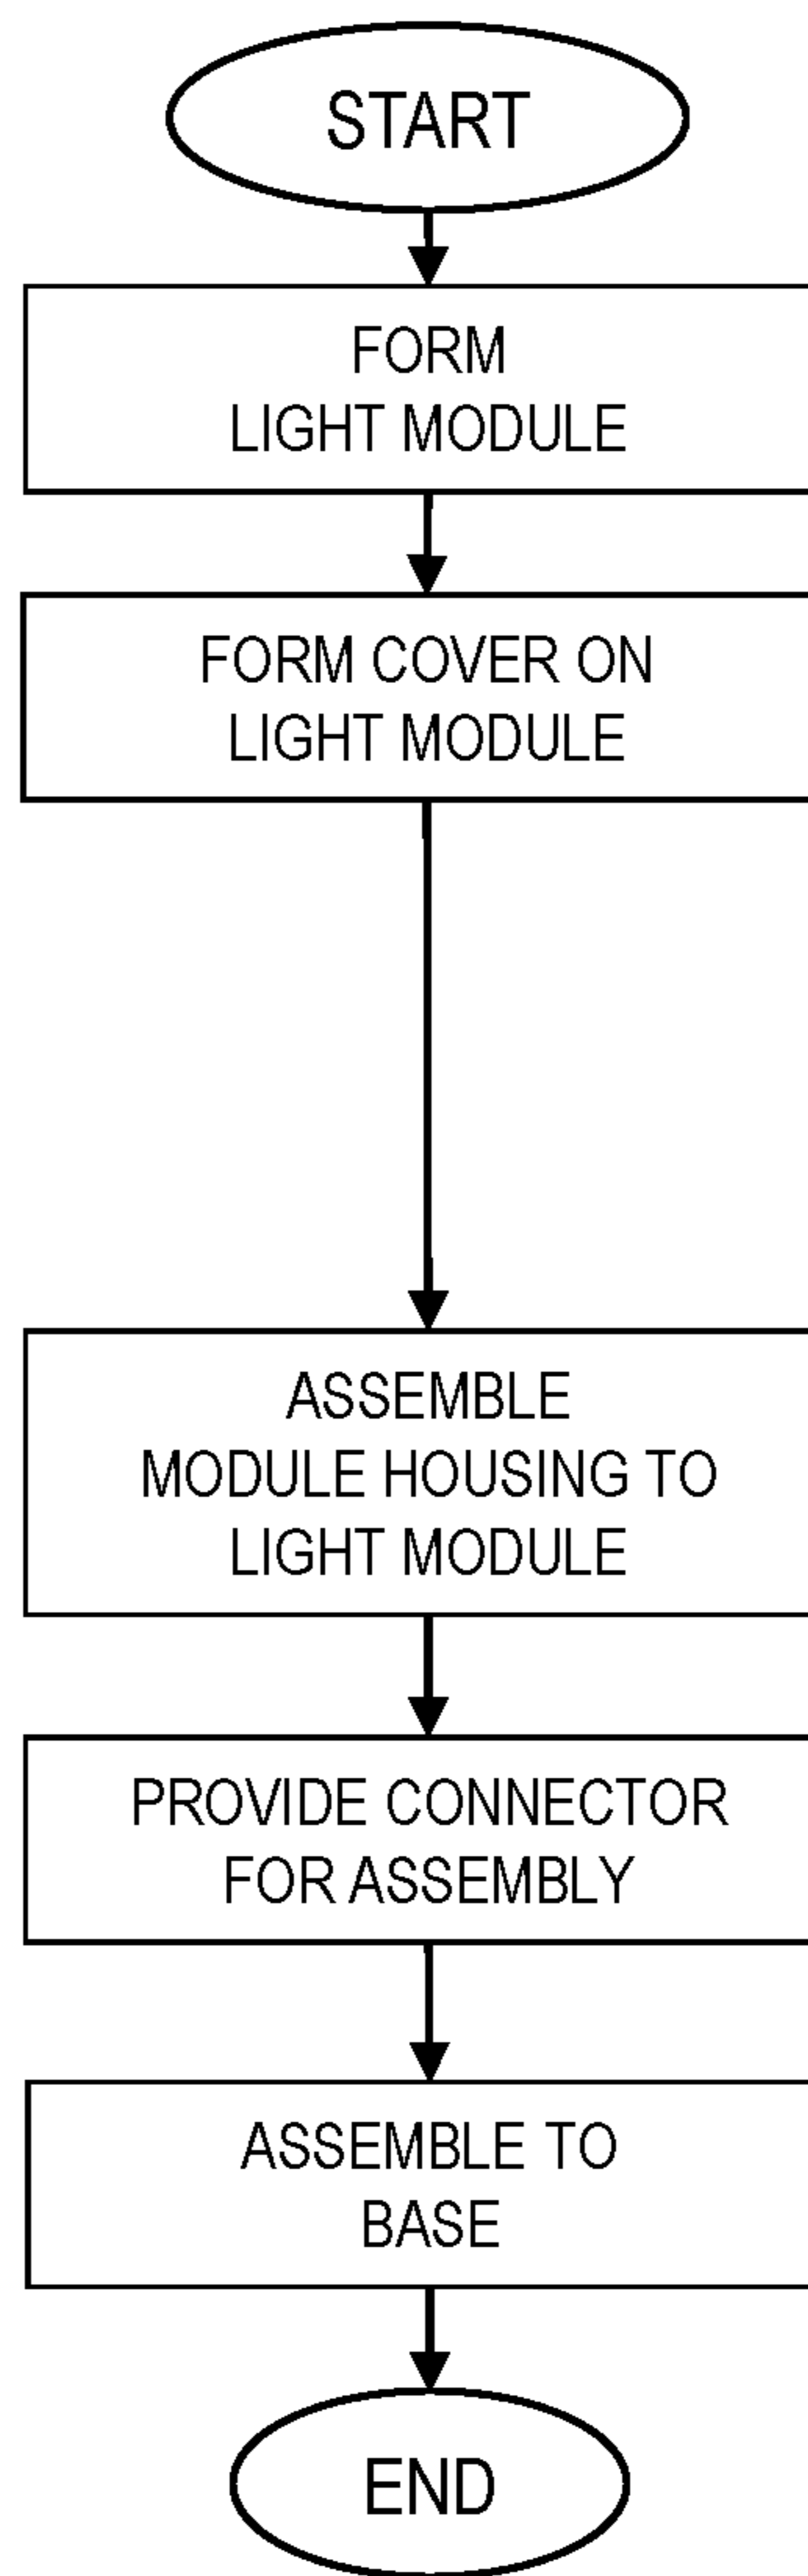 START
FORM
LIGHT MODULE
FORM COVER ON
LIGHT MODULE
ASSEMBLE
MODULE HOUSING TO
LIGHT MODULE
PROVIDE CONNECTOR
FOR ASSEMBLY
ASSEMBLE TO
BASE
END